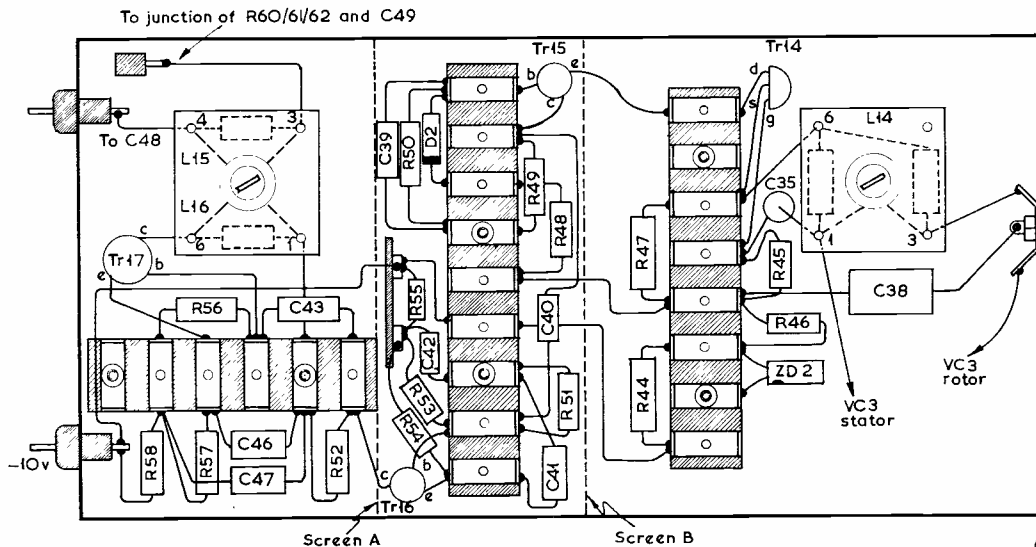 To junction of R60/61/62 and C49
Tr15
Tr14
e
b
c
d
s
g
4
3
To C48
L15
L16
6
1
C39
R50
D2
R49
R48
6
L14
C35
1
3
c
Tr17
b
e
R47
R45
C38
R56
C43
R55
C42
C40
R46
R53
R51
R44
ZD 2
VC3
rotor
VC3
stator
R54
C46
R58
R57
C47
R52
-10v
c
b
e
Tr16
C41
Screen A
Screen B